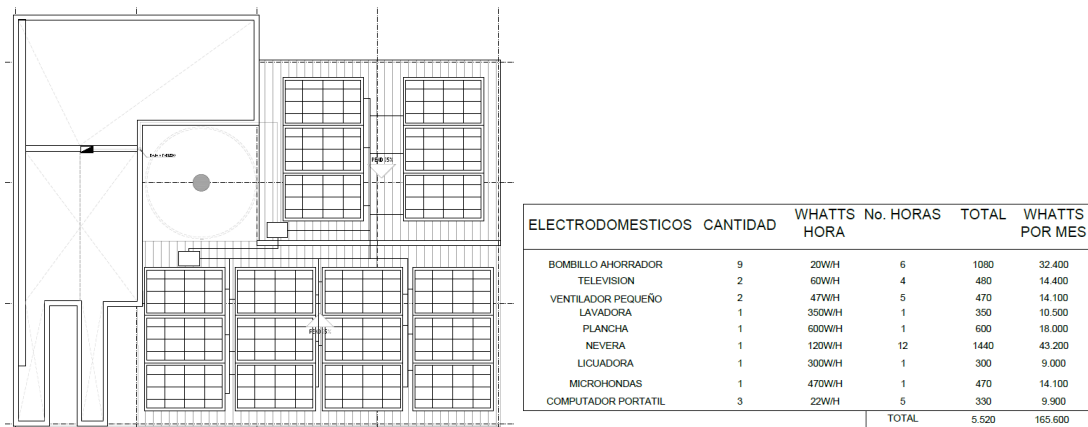 PEND 15%
PEND 15%
ELECTRODOMESTICOS CANTIDAD WHATTS HORA No. HORAS TOTAL WHATTS POR MES
BOMBILLO AHORRADOR 9 20W/H 6 1080 32.400
TELEVISION 2 60W/H 4 480 14.400
VENTILADOR PEQUEÑO 2 47W/H 5 470 14.100
LAVADORA 1 350W/H 1 350 10.500
PLANCHA 1 600W/H 1 600 18.000
NEVERA 1 120W/H 12 1440 43.200
LICUADORA 1 300W/H 1 300 9.000
MICROHONDAS 1 470W/H 1 470 14.100
COMPUTADOR PORTATIL 3 22W/H 5 330 9.900
TOTAL 5.520 165.600